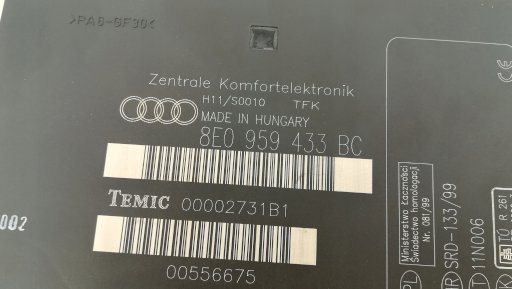 >PA6-GF30<
Zentrale Komfortelektronik
H11/S0010 TFK
MADE IN HUNGARY
8E0 959 433 BC
TEMIC 00002731B1
00556675
002
CE
PL
Ministerstwo Łączności
Świadectwo homologacji
Nr. 081/99
SRD-133/99
11N006
R 261